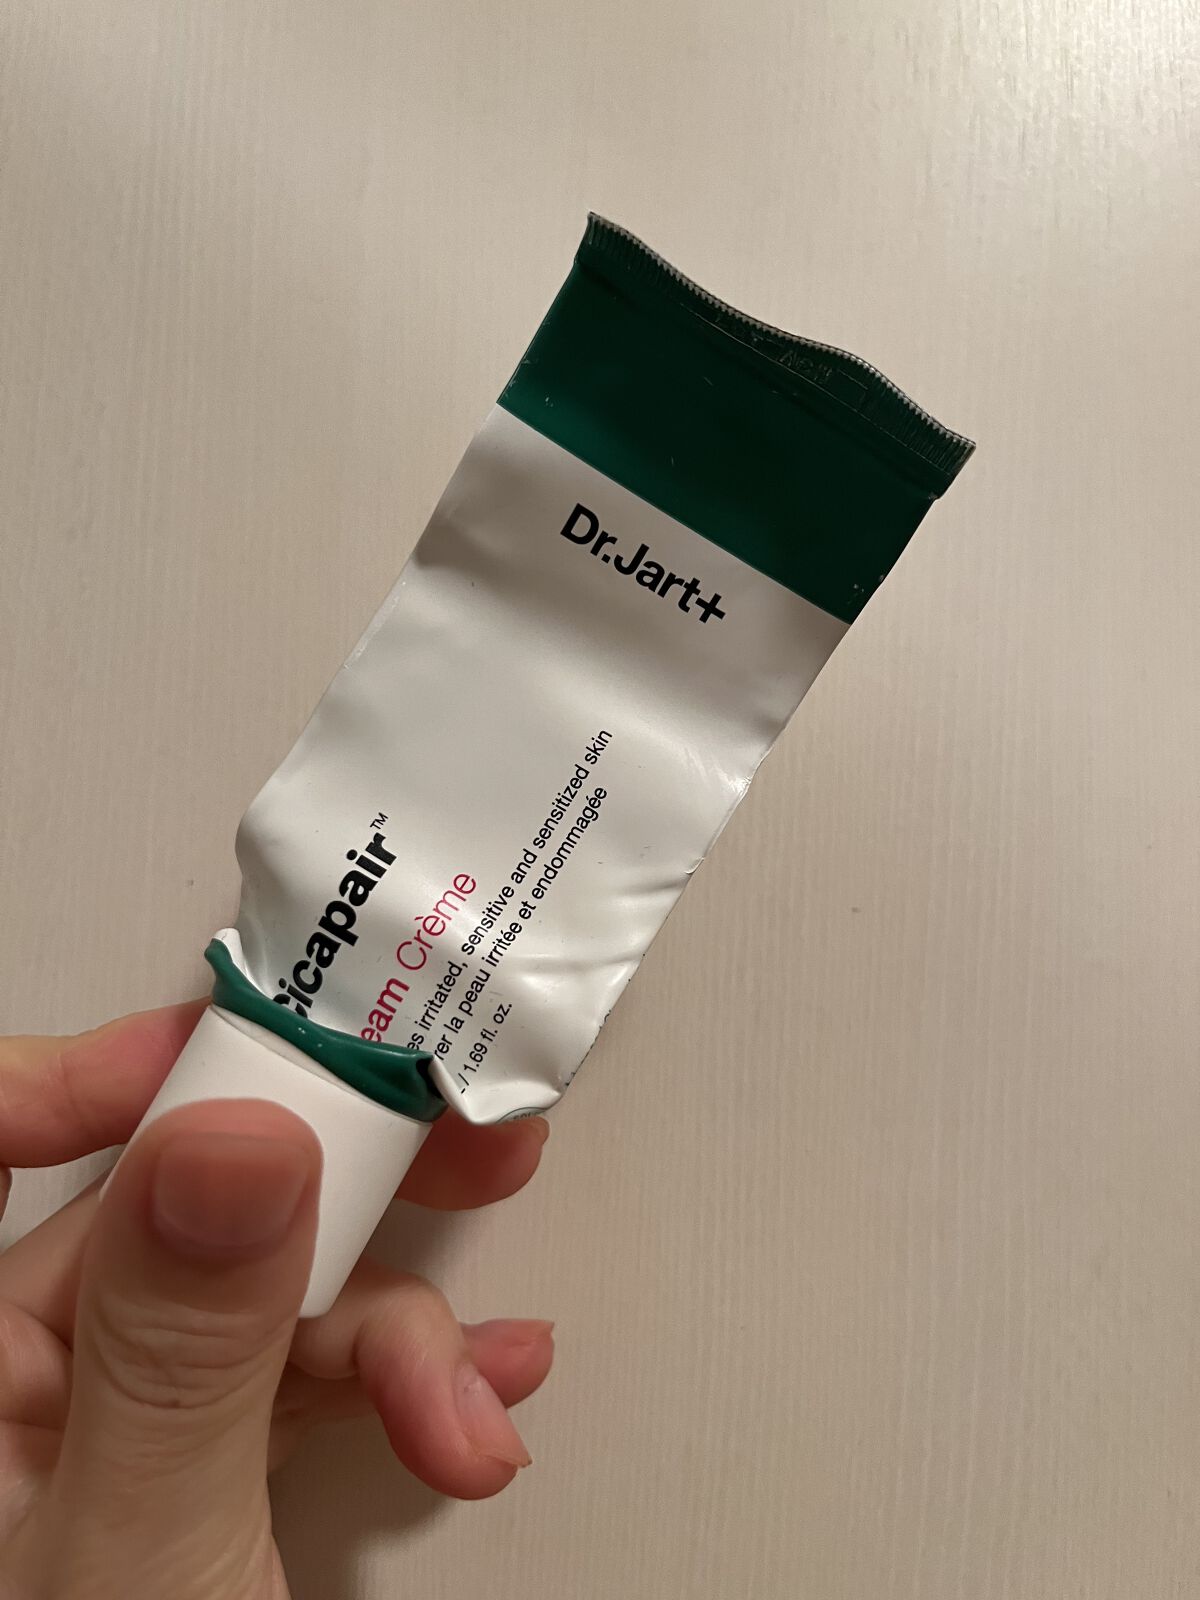 Dr.Jart+
cicapair™
eam Crème
es irritated, sensitive and sensitized skin
rer la peau irritée et endommagée
/ 1.69 fl. oz.